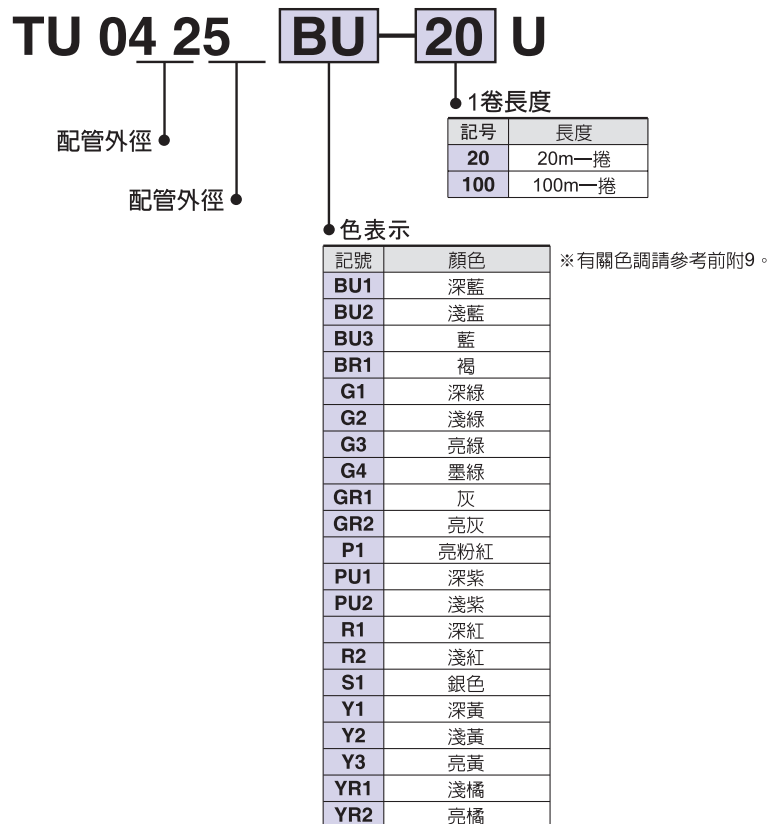 TU 04 25 BU-20 U
1卷長度
配管外徑
記号 長度
20 20m一捲
100 100m一捲
配管外徑
色表示
記號 顏色
※有關色調請參考前附9。
BU1 深藍
BU2 淺藍
BU3 藍
BR1 褐
G1 深綠
G2 淺綠
G3 亮綠
G4 墨綠
GR1 灰
GR2 亮灰
P1 亮粉紅
PU1 深紫
PU2 淺紫
R1 深紅
R2 淺紅
S1 銀色
Y1 深黃
Y2 淺黃
Y3 亮黃
YR1 淺橘
YR2 亮橘